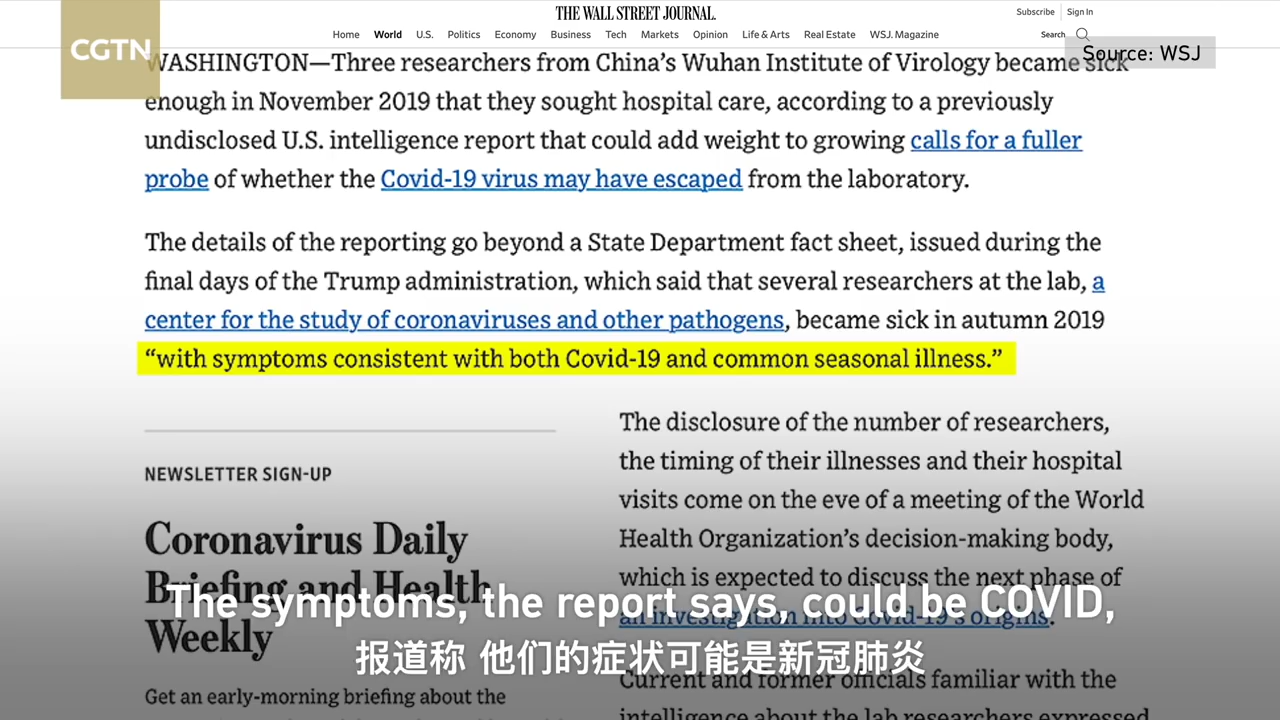 THE WALL STREET JOURNAL.
Subscribe
Sign In
Home World U.S. Politics Economy Business Tech Markets Opinion Life & Arts Real Estate WSJ. Magazine
Search
CGTN
Source: WSJ
WASHINGTON—Three researchers from China’s Wuhan Institute of Virology became sick
enough in November 2019 that they sought hospital care, according to a previously
undisclosed U.S. intelligence report that could add weight to growing calls for a fuller
probe of whether the Covid-19 virus may have escaped from the laboratory.
The details of the reporting go beyond a State Department fact sheet, issued during the
final days of the Trump administration, which said that several researchers at the lab, a
center for the study of coronaviruses and other pathogens, became sick in autumn 2019
“with symptoms consistent with both Covid-19 and common seasonal illness.”
NEWSLETTER SIGN-UP
Coronavirus Daily
Briefing and Health
Weekly
Get an early-morning briefing about the
The disclosure of the number of researchers,
the timing of their illnesses and their hospital
visits come on the eve of a meeting of the World
Health Organization’s decision-making body,
which is expected to discuss the next phase of
an investigation into Covid-19’s origins.
Current and former officials familiar with the
intelligence about the lab researchers expressed
The symptoms, the report says, could be COVID,
报道称 他们的症状可能是新冠肺炎